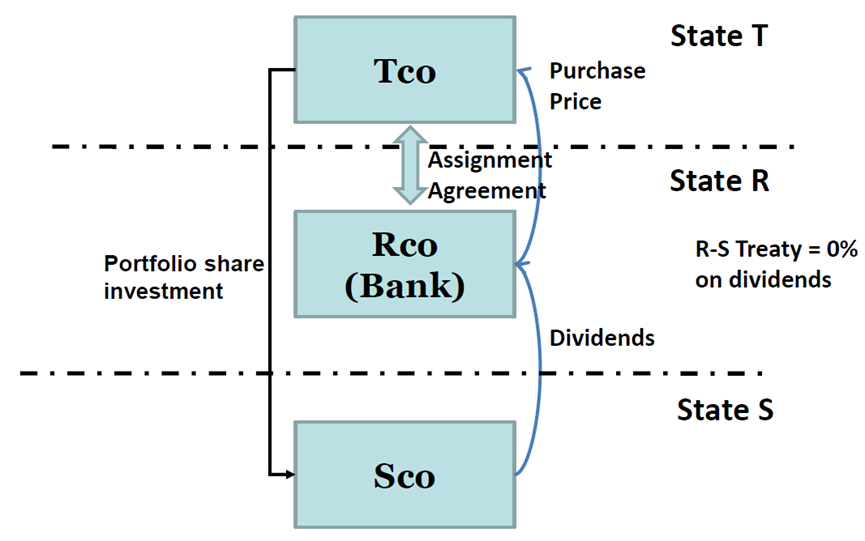 State T
Tco
Purchase
Price
Assignment
Agreement
State R
Rco
(Bank)
R-S Treaty = 0%
on dividends
Portfolio share
investment
Dividends
State S
Sco